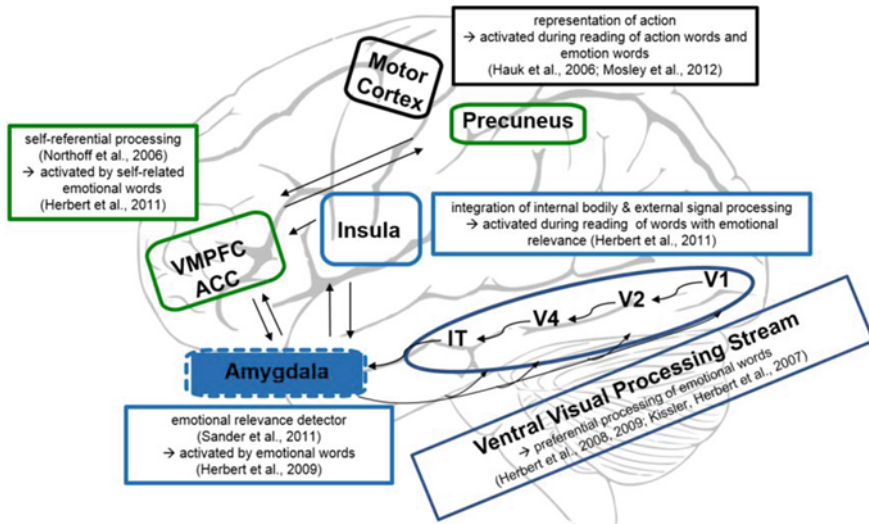 representation of action
→ activated during reading of action words and
emotion words
(Hauk et al., 2006; Mosley et al., 2012)
Motor
Cortex
Precuneus
self-referential processing
(Northoff et al., 2006)
→ activated by self-related
emotional words
(Herbert et al., 2011)
Insula
integration of internal bodily & external signal processing
→ activated during reading of words with emotional
relevance (Herbert et al., 2011)
VMPFC
ACC
V1
V2
V4
IT
Amygdala
Ventral Visual Processing Stream
→ preferential processing of emotional words
(Herbert et al., 2008, 2009; Kissler, Herbert et al., 2007)
emotional relevance detector
(Sander et al., 2011)
→ activated by emotional words
(Herbert et al., 2009)